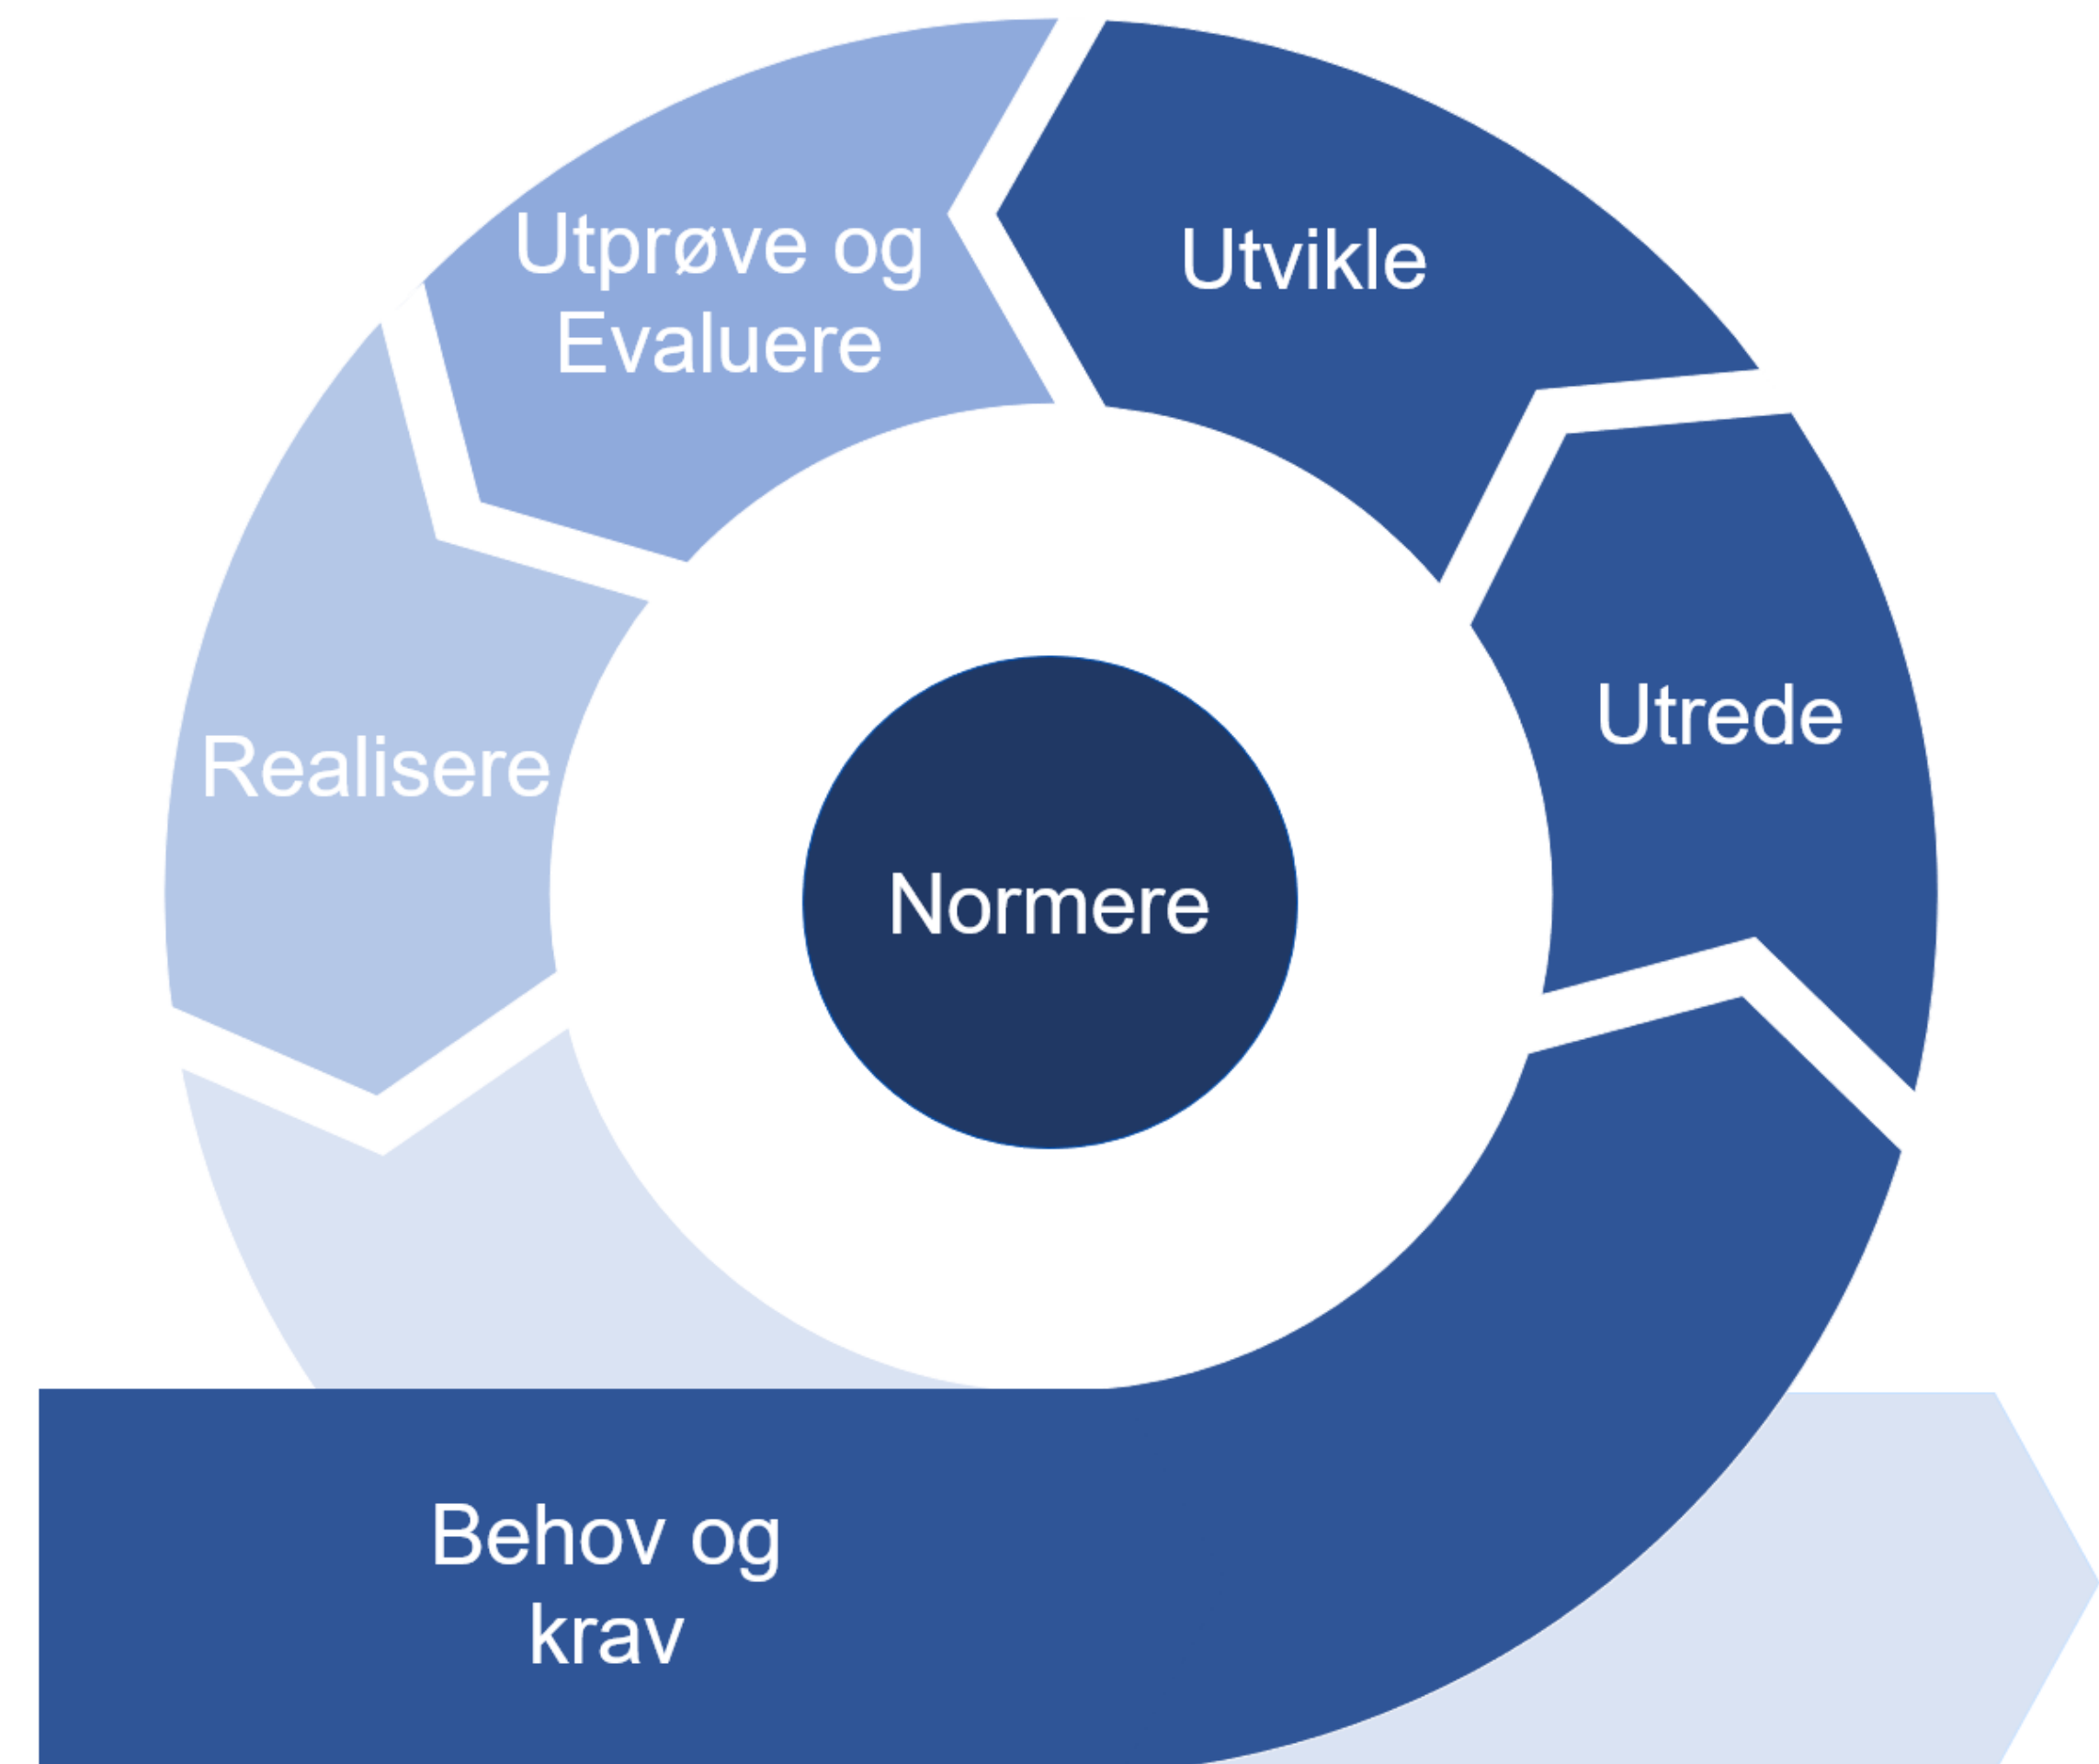 Utprøve og
Evaluere
Utvikle
Utrede
Realisere
Normere
Behov og
krav